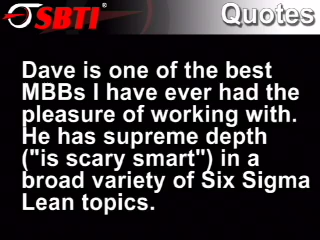 SBTI®
Quotes
Dave is one of the best
MBBs I have ever had the
pleasure of working with.
He has supreme depth
("is scary smart") in a
broad variety of Six Sigma
Lean topics.